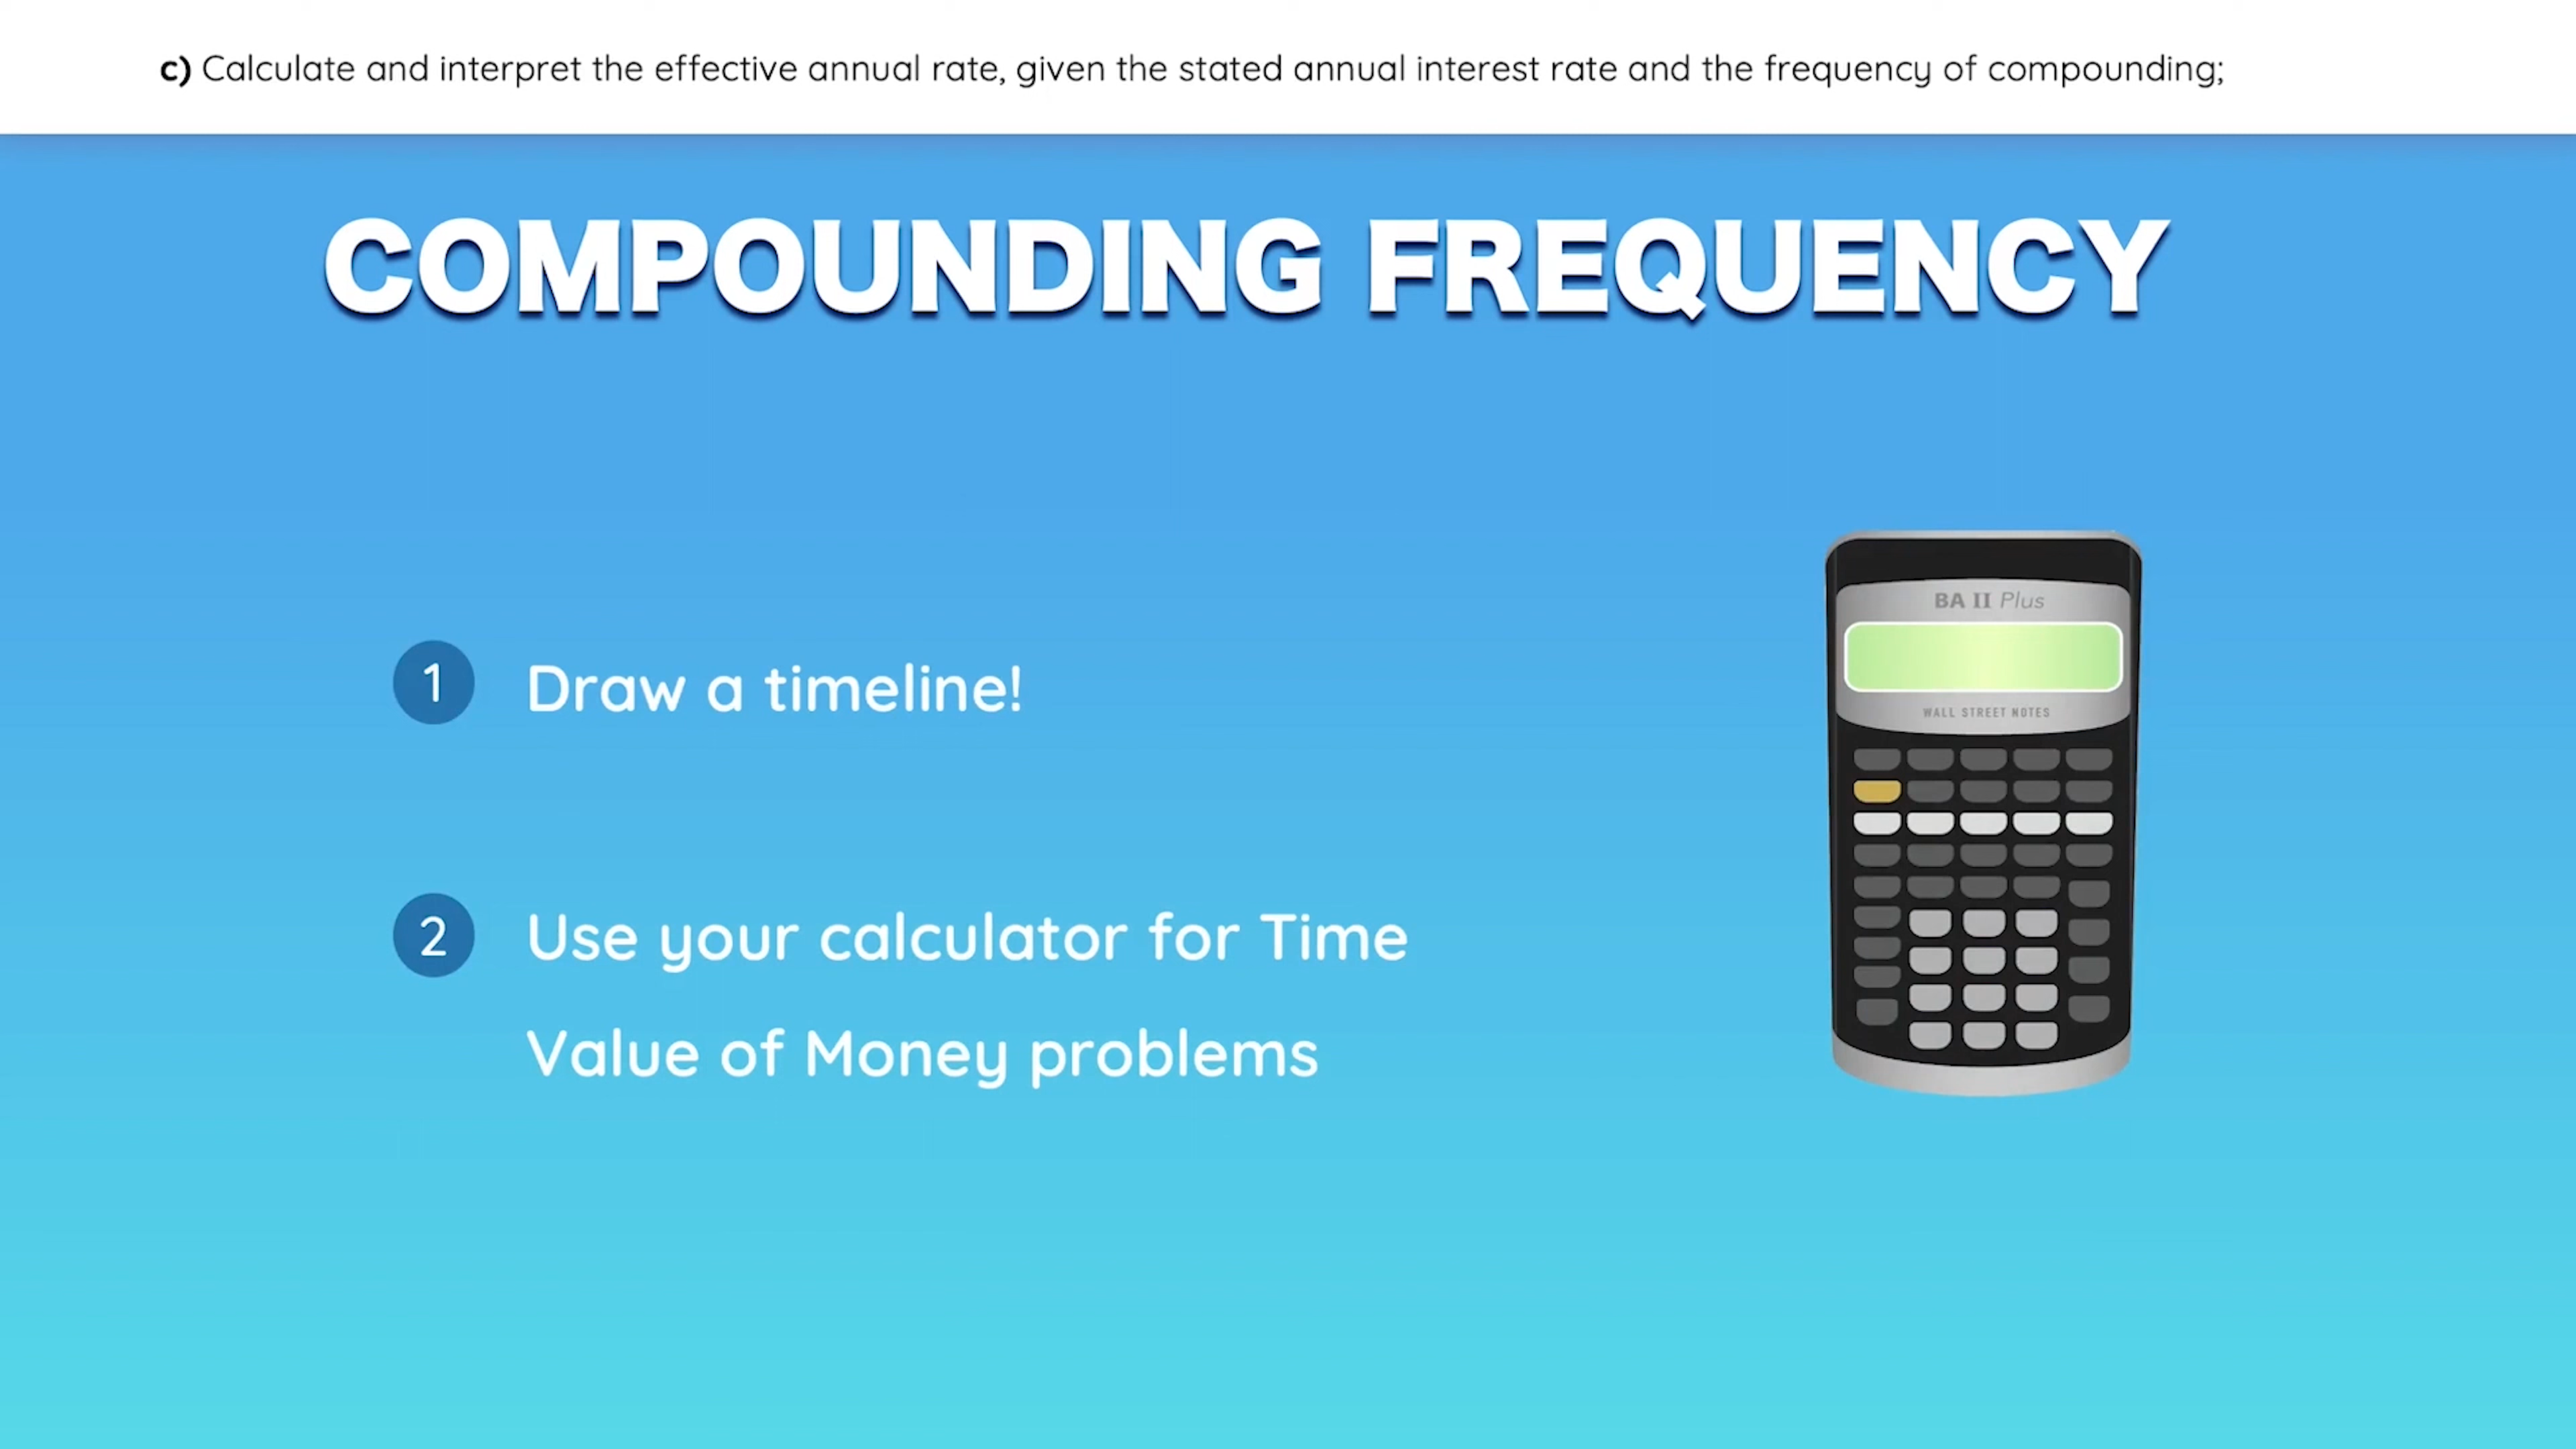 c) Calculate and interpret the effective annual rate, given the stated annual interest rate and the frequency of compounding;
COMPOUNDING FREQUENCY
1 Draw a timeline!
2 Use your calculator for Time
Value of Money problems
BA II Plus
WALL STREET NOTES